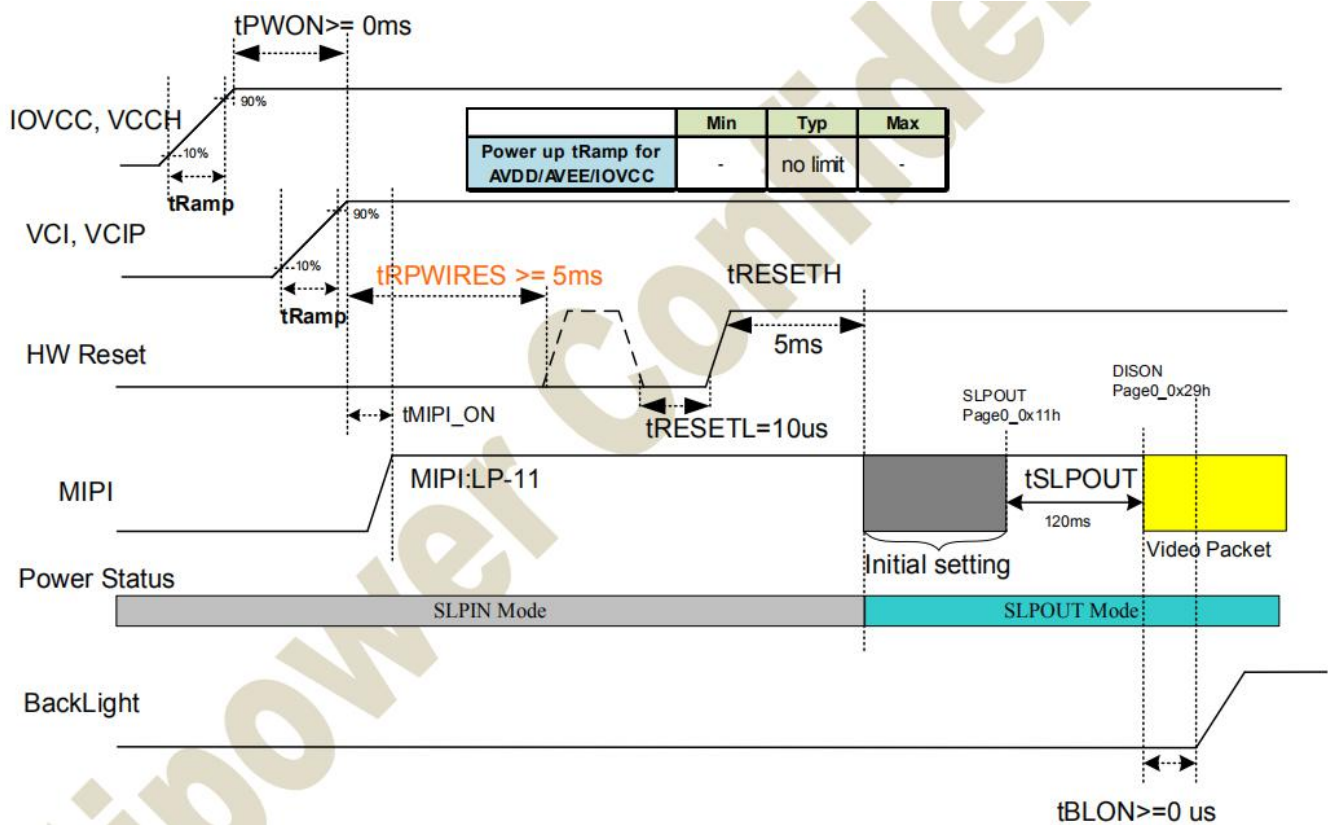 tPWON>= 0ms
90%
IOVCC, VCCH
10%
tRamp
Min Typ Max
Power up tRamp for
AVDD/AVEE/IOVCC
- no limit -
90%
VCI, VCIP
10%
tRamp
tRPWIRES >= 5ms
tRESETH
5ms
HW Reset
tMIPI_ON
tRESETL=10us
SLPOUT
Page0_0x11h
DISON
Page0_0x29h
MIPI
MIPI:LP-11
tSLPOUT
120ms
Initial setting
Video Packet
Power Status
SLPIN Mode
SLPOUT Mode
BackLight
tBLON>=0 us